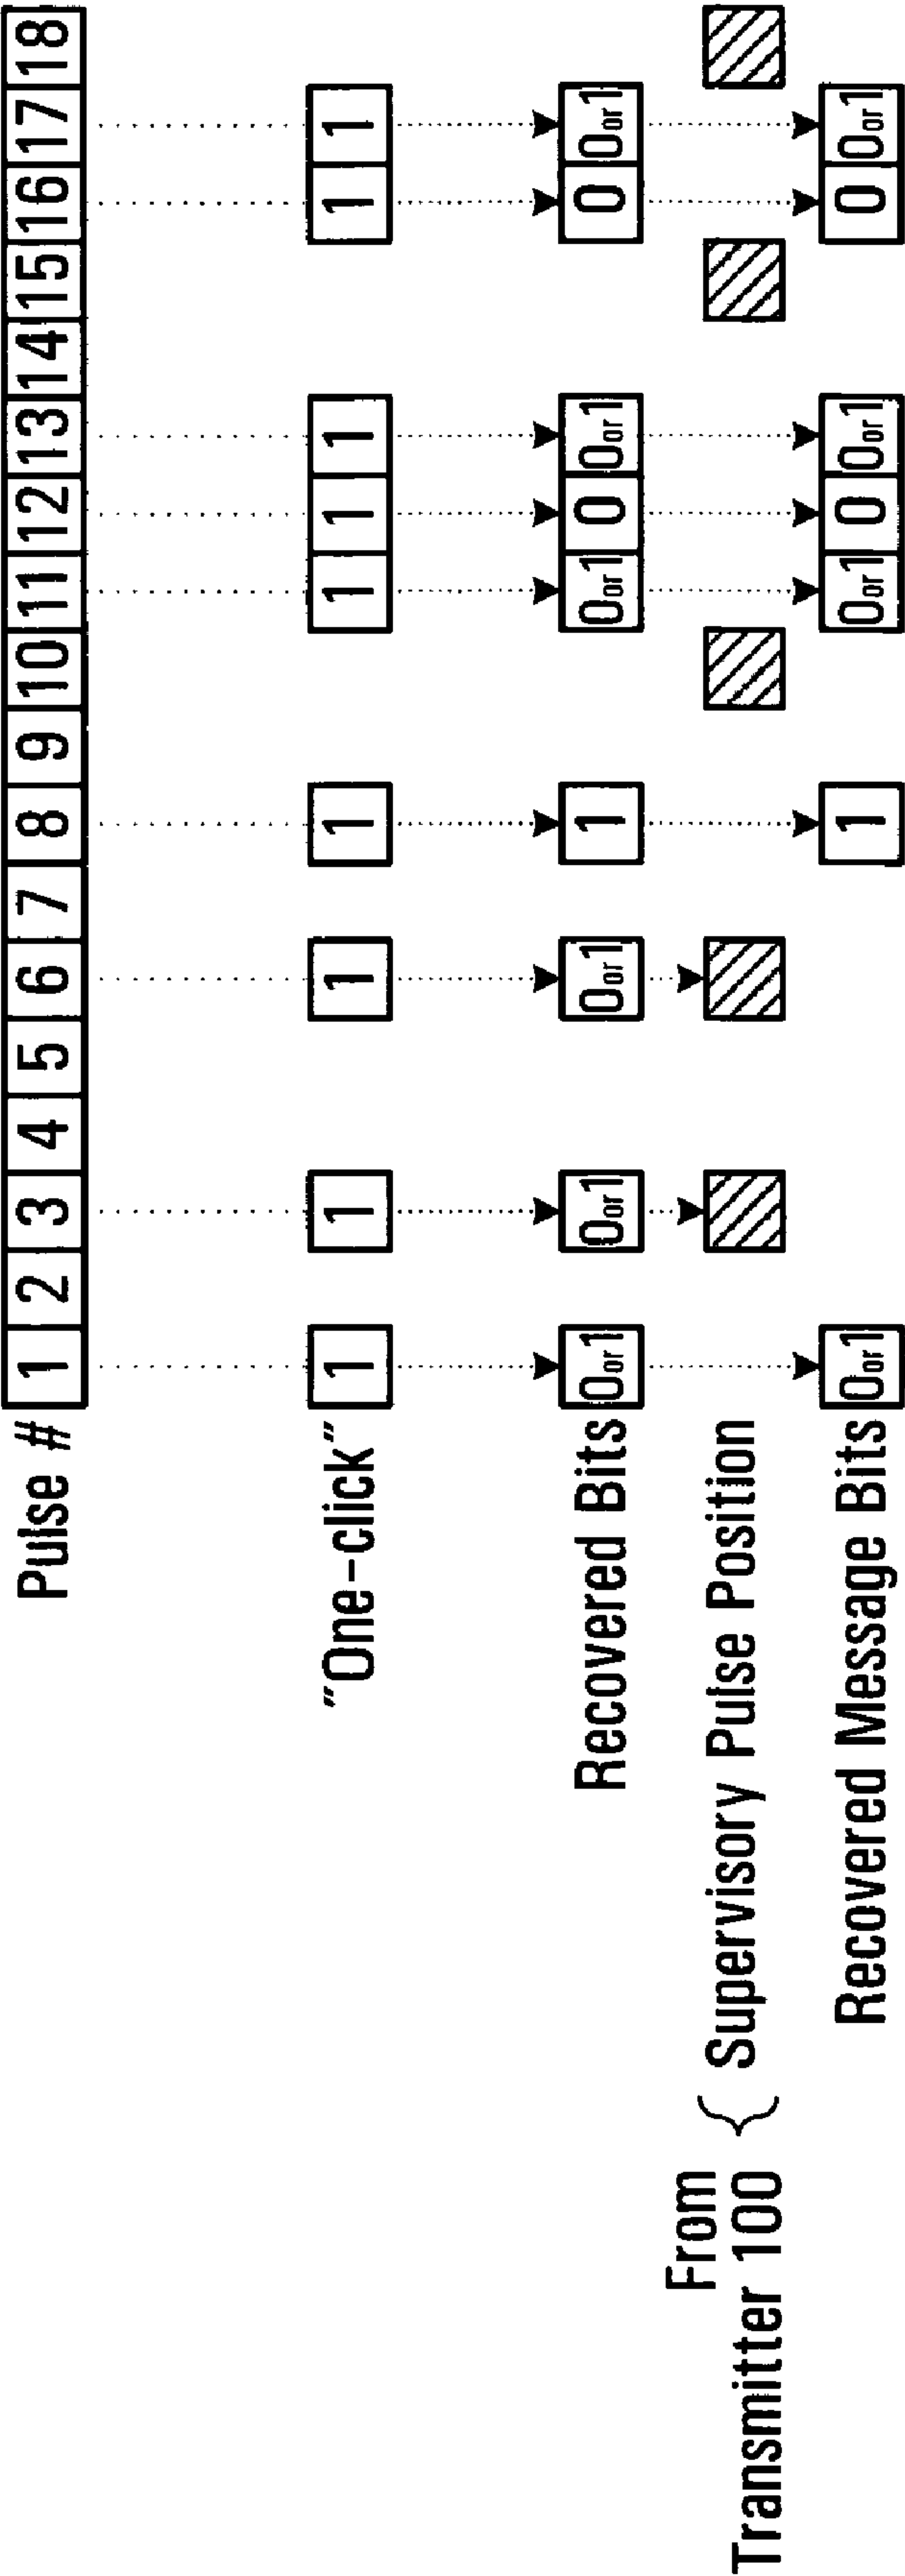 Pulse # 1 2 3 4 5 6 7 8 9 10 11 12 13 14 15 16 17 18
"One-click" 1 1 1 1 1 1 1 1 1
Recovered Bits 0 or 1 0 or 1 0 or 1 1 0 or 1 0 0 or 1 0 0 or 1
From
Transmitter 100 { Supervisory Pulse Position
Recovered Message Bits 0 or 1 1 0 or 1 0 0 or 1 0 0 or 1